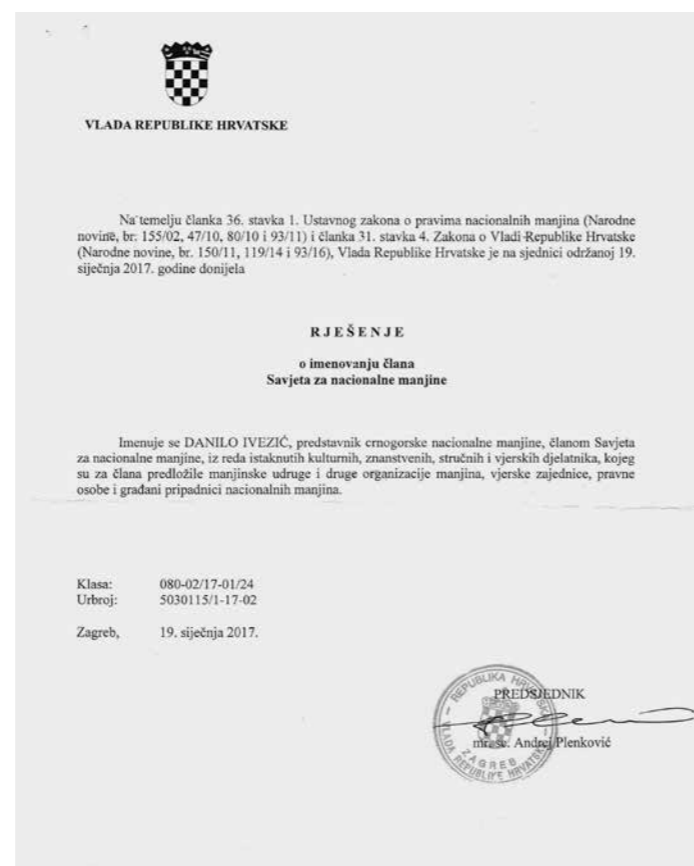 VLADA REPUBLIKE HRVATSKE
Na temelju članka 36. stavka 1. Ustavnog zakona o pravima nacionalnih manjina (Narodne
novine, br. 155/02, 47/10, 80/10 i 93/11) i članka 31. stavka 4. Zakona o Vladi Republike Hrvatske
(Narodne novine, br. 150/11, 119/14 i 93/16), Vlada Republike Hrvatske je na sjednici održanoj 19.
siječnja 2017. godine donijela
RJEŠENJE
o imenovanju člana
Savjeta za nacionalne manjine
Imenuje se DANILO IVEZIĆ, predstavnik crnogorske nacionalne manjine, članom Savjeta
za nacionalne manjine, iz reda istaknutih kulturnih, znanstvenih, stručnih i vjerskih djelatnika, kojeg
su za člana predložile manjinske udruge i druge organizacije manjina, vjerske zajednice, pravne
osobe i građani pripadnici nacionalnih manjina.
Klasa: 080-02/17-01/24
Urbroj: 5030115/1-17-02
Zagreb, 19. siječnja 2017.
PREDSJEDNIK
mr. sc. Andrej Plenković
REPUBLIKA HRVATSKA
VLADA REPUBLIKE HRVATSKE
ZAGREB